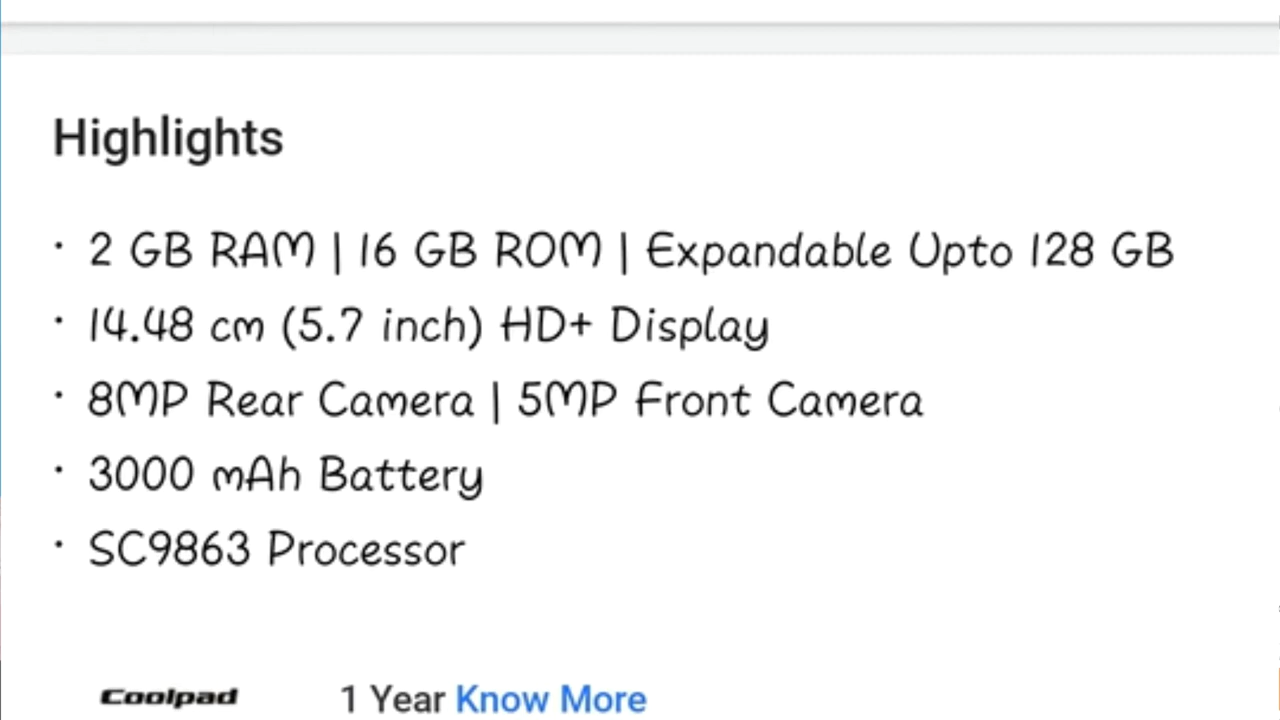 Highlights
· 2 GB RAM | 16 GB ROM | Expandable Upto 128 GB
· 14.48 cm (5.7 inch) HD+ Display
· 8MP Rear Camera | 5MP Front Camera
· 3000 mAh Battery
· SC9863 Processor
Coolpad 1 Year Know More